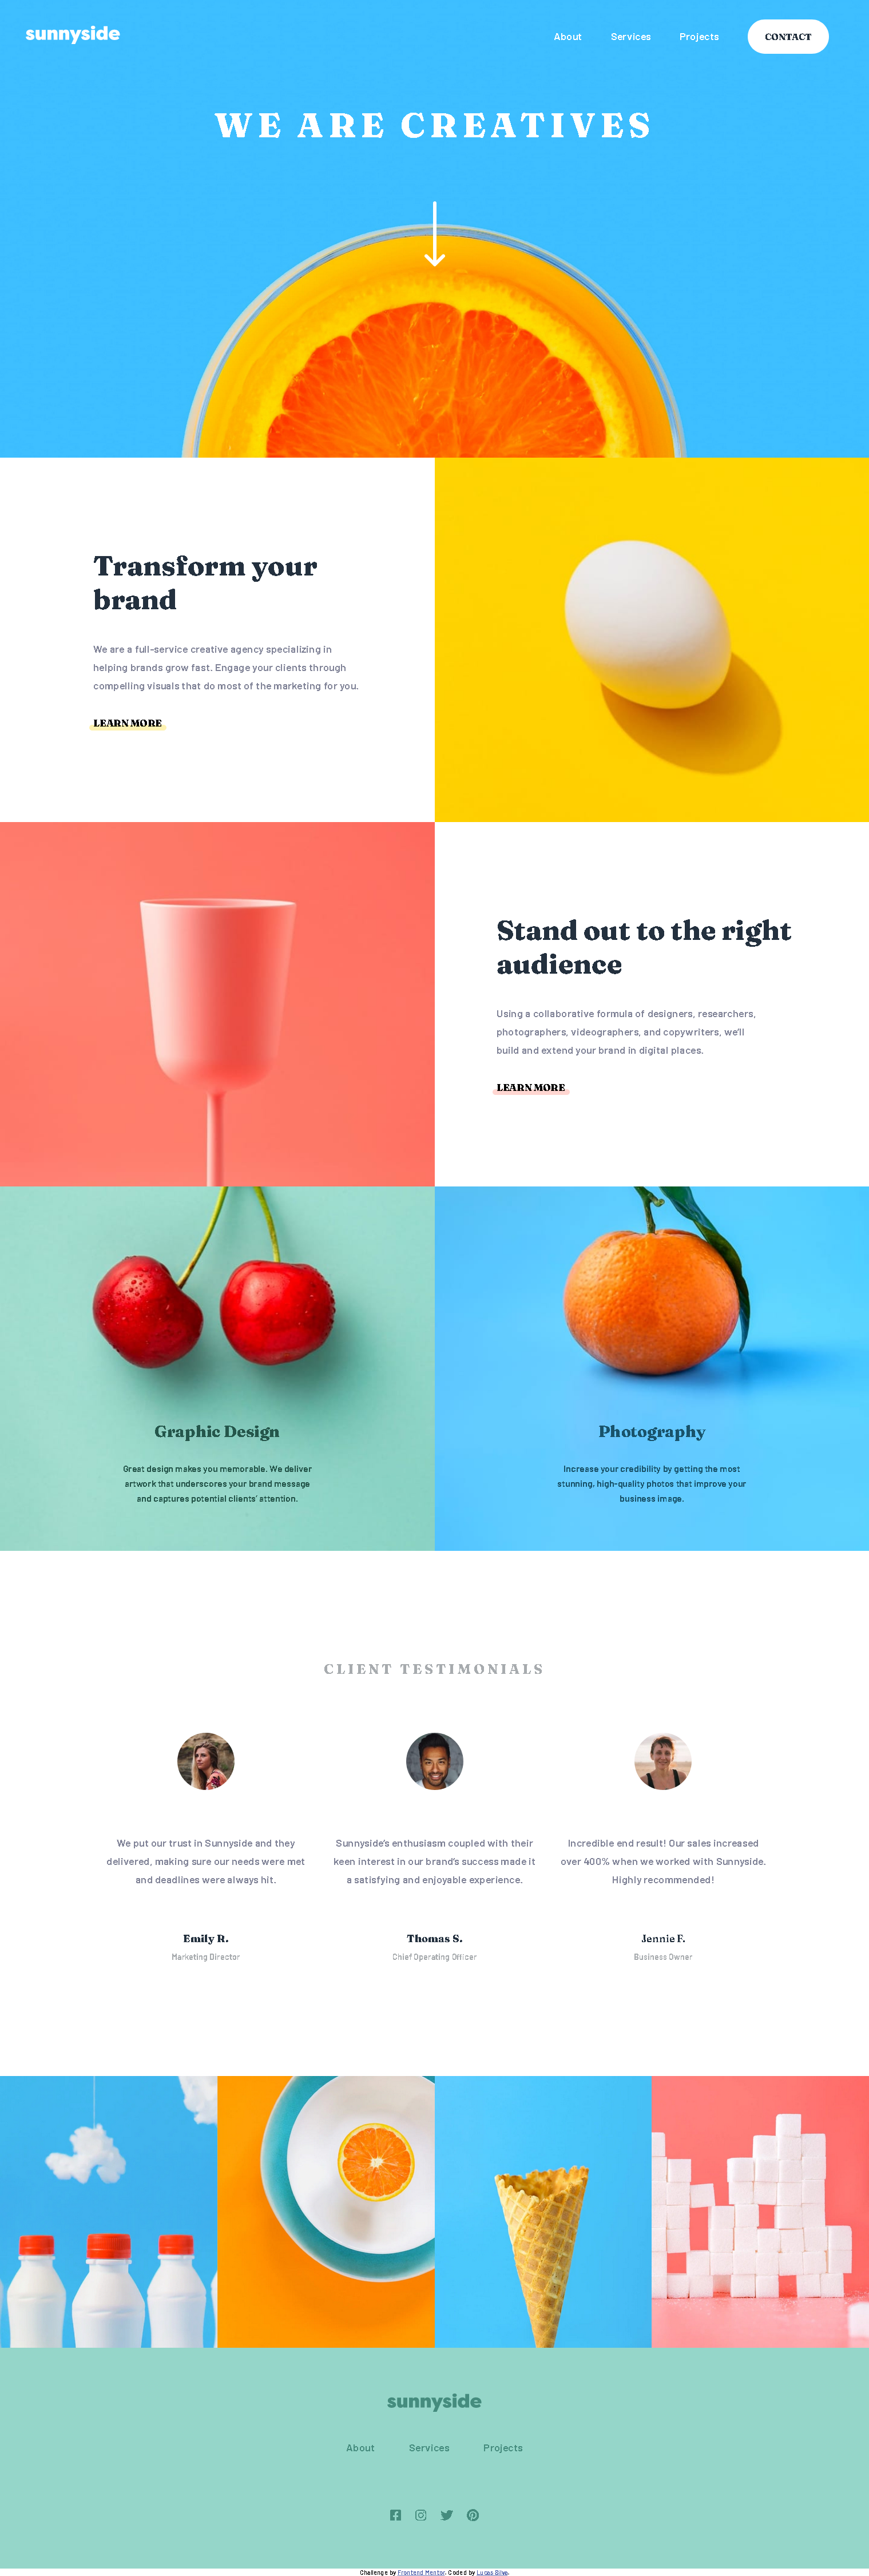 sunnyside
About Services Projects CONTACT
WE ARE CREATIVES
Transform your
brand
We are a full-service creative agency specializing in
helping brands grow fast. Engage your clients through
compelling visuals that do most of the marketing for you.
LEARN MORE
Stand out to the right
audience
Using a collaborative formula of designers, researchers,
photographers, videographers, and copywriters, we'll
build and extend your brand in digital places.
LEARN MORE
Graphic Design
Great design makes you memorable. We deliver
artwork that underscores your brand message
and captures potential clients' attention.
Photography
Increase your credibility by getting the most
stunning, high-quality photos that improve your
business image.
CLIENT TESTIMONIALS
We put our trust in Sunnyside and they
delivered, making sure our needs were met
and deadlines were always hit.
Emily R.
Marketing Director
Sunnyside's enthusiasm coupled with their
keen interest in our brand's success made it
a satisfying and enjoyable experience.
Thomas S.
Chief Operating Officer
Incredible end result! Our sales increased
over 400% when we worked with Sunnyside.
Highly recommended!
Jennie F.
Business Owner
sunnyside
About Services Projects
Challenge by Frontend Mentor. Coded by Lucas Silva.